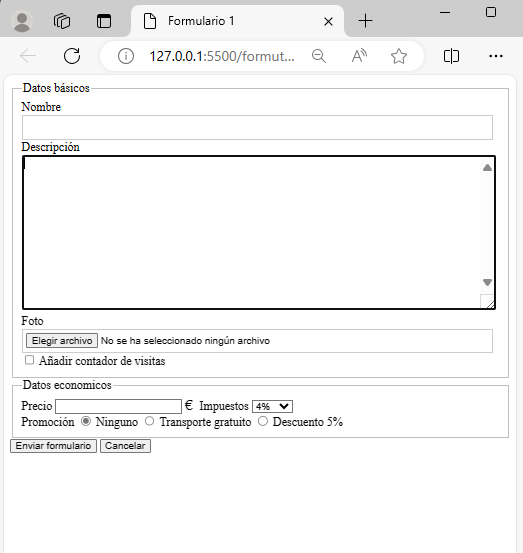 Formulario 1
127.0.0.1:5500/formut...
Datos básicos
Nombre
Descripción
Foto
Elegir archivo No se ha seleccionado ningún archivo
Añadir contador de visitas
Datos economicos
Precio € Impuestos 4%
Promoción Ninguno Transporte gratuito Descuento 5%
Enviar formulario Cancelar